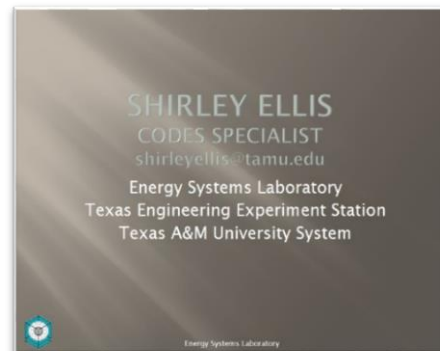 SHIRLEY ELLIS
CODES SPECIALIST
shirleyellis@tamu.edu
Energy Systems Laboratory
Texas Engineering Experiment Station
Texas A&M University System
Energy Systems Laboratory